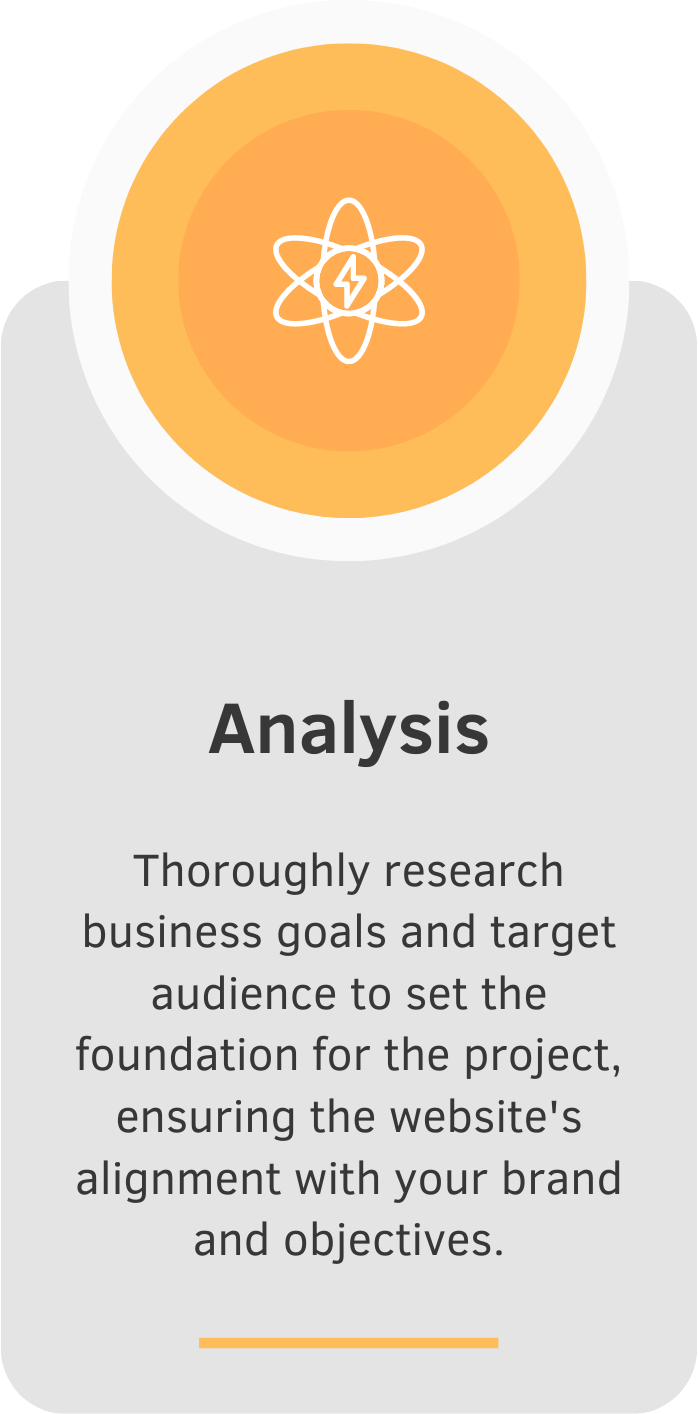 Analysis
Thoroughly research
business goals and target
audience to set the
foundation for the project,
ensuring the website's
alignment with your brand
and objectives.